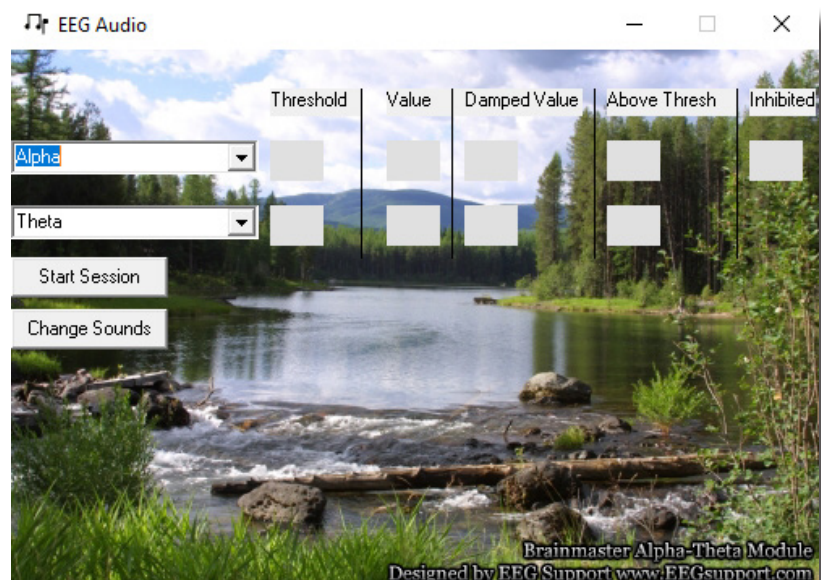 EEG Audio
Threshold Value Damped Value Above Thresh Inhibited
Alpha
Theta
Start Session
Change Sounds
Brainmaster Alpha-Theta Module
Designed by EEG Support www.EEGsupport.com